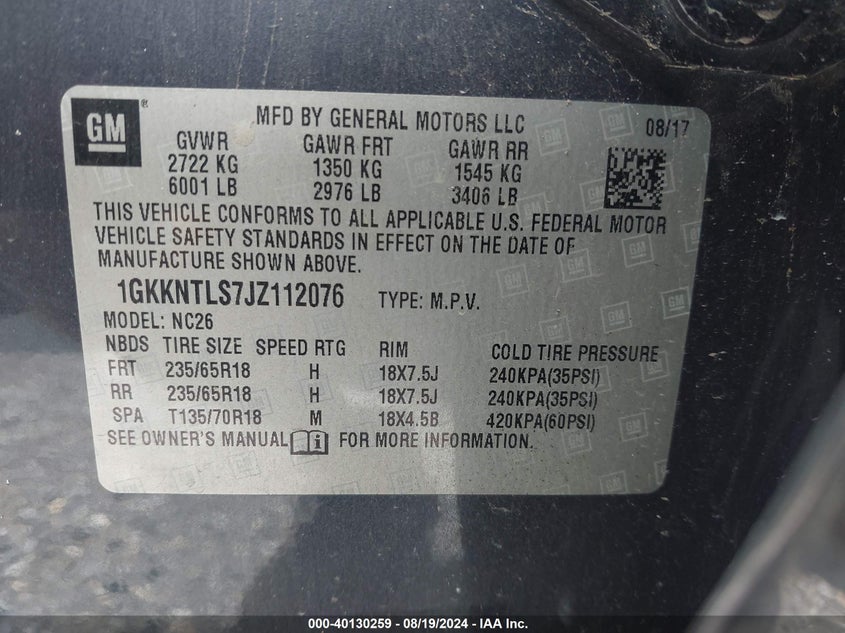 GM ®
MFD BY GENERAL MOTORS LLC 08/17
GVWR GAWR FRT GAWR RR
2722 KG 1350 KG 1545 KG
6001 LB 2976 LB 3406 LB
THIS VEHICLE CONFORMS TO ALL APPLICABLE U.S. FEDERAL MOTOR
VEHICLE SAFETY STANDARDS IN EFFECT ON THE DATE OF
MANUFACTURE SHOWN ABOVE.
1GKKNTLS7JZ112076 TYPE: M.P.V.
MODEL: NC26
NBDS TIRE SIZE SPEED RTG RIM COLD TIRE PRESSURE
FRT 235/65R18 H 18X7.5J 240KPA(35PSI)
RR 235/65R18 H 18X7.5J 240KPA(35PSI)
SPA T135/70R18 M 18X4.5B 420KPA(60PSI)
SEE OWNER'S MANUAL i FOR MORE INFORMATION.
000-40130259 - 08/19/2024 - IAA Inc.